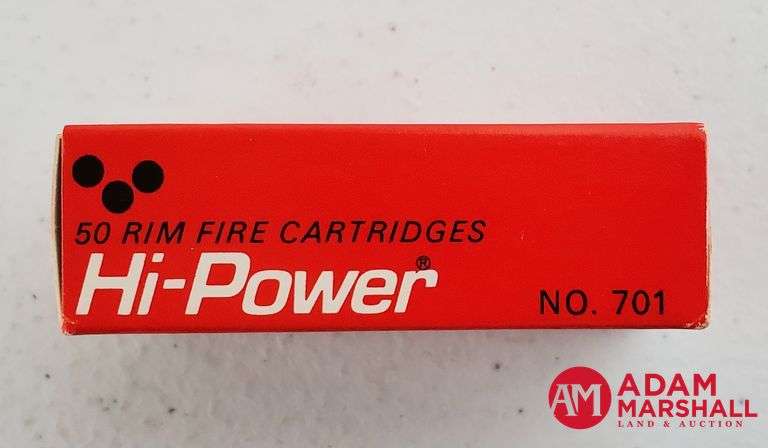 50 RIM FIRE CARTRIDGES
Hi-Power®
NO. 701
AM ADAM
MARSHALL
LAND & AUCTION